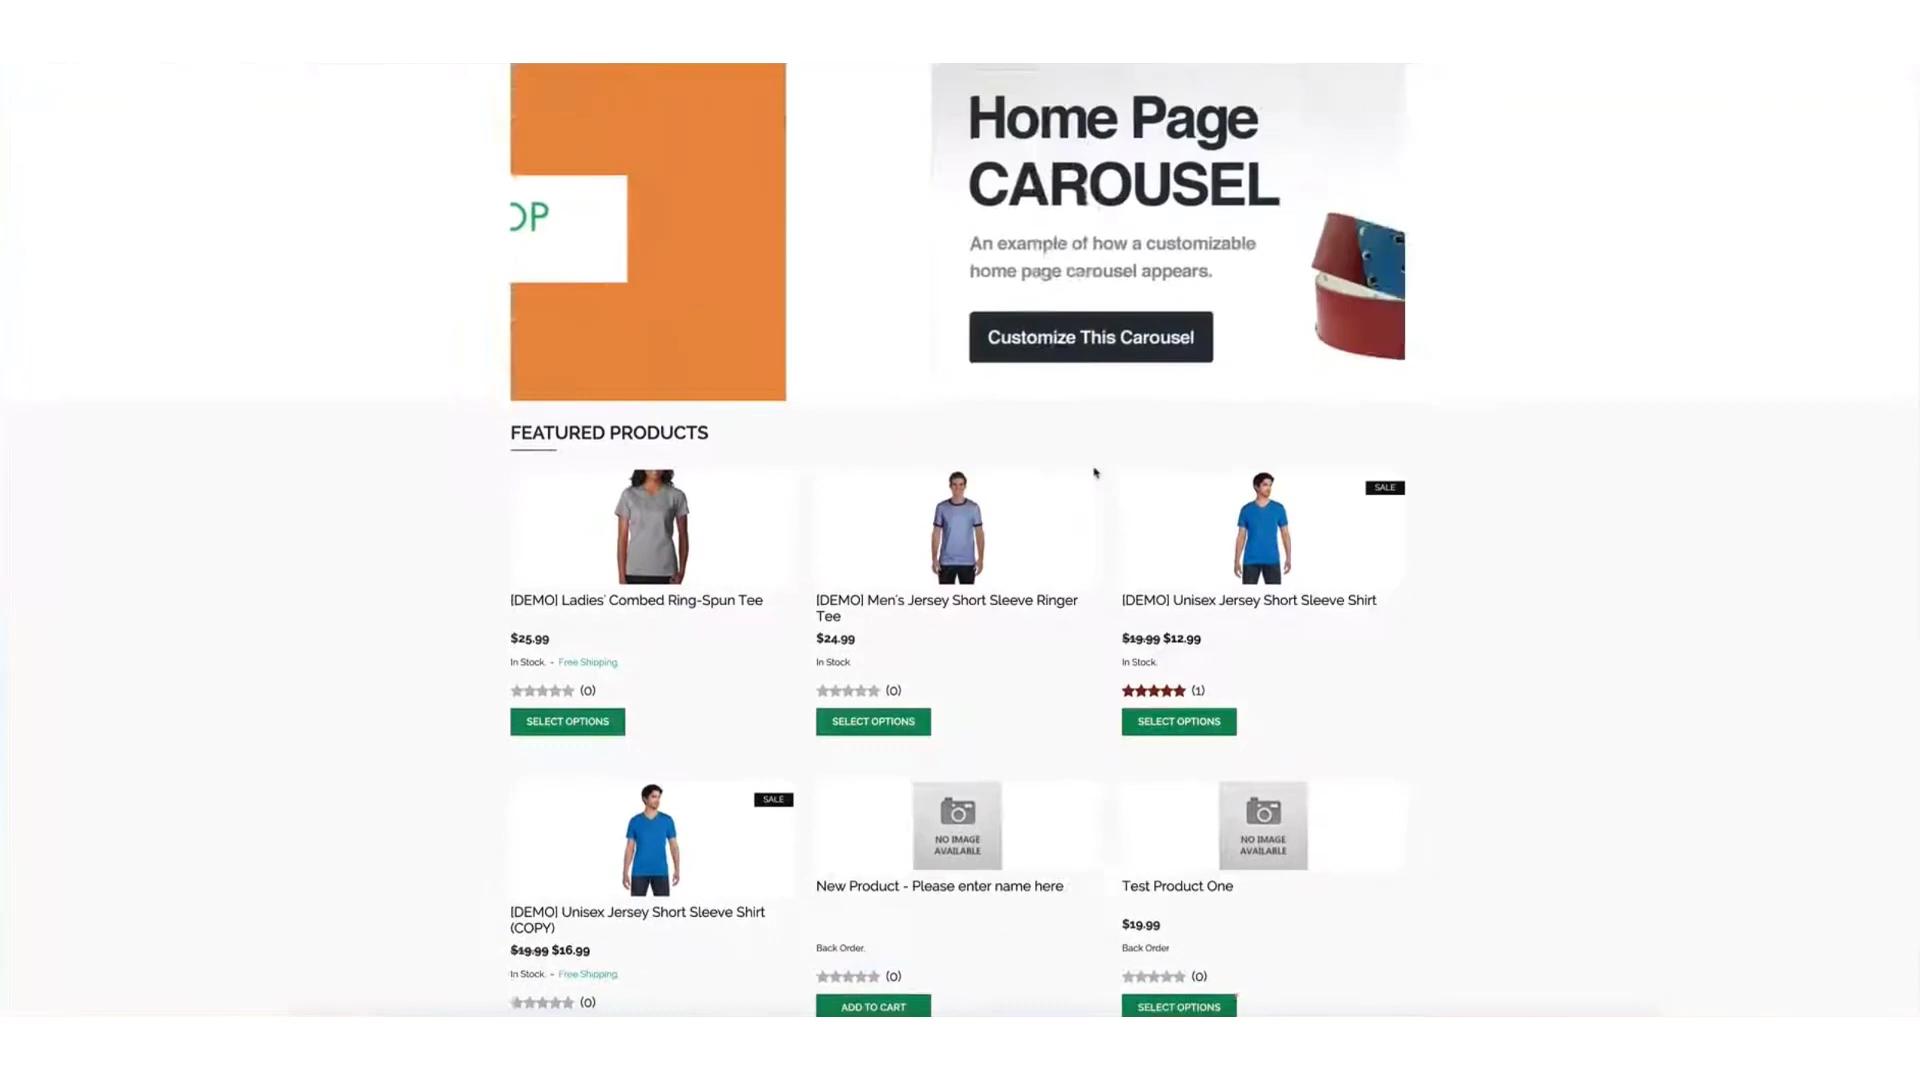 OP
Home Page
CAROUSEL
An example of how a customizable
home page carousel appears.
Customize This Carousel
FEATURED PRODUCTS
SALE
[DEMO] Ladies' Combed Ring-Spun Tee
$25.99
In Stock. - Free Shipping.
(0)
SELECT OPTIONS
[DEMO] Men's Jersey Short Sleeve Ringer
Tee
$24.99
In Stock
(0)
SELECT OPTIONS
[DEMO] Unisex Jersey Short Sleeve Shirt
$19.99 $12.99
In Stock.
(1)
SELECT OPTIONS
SALE
[DEMO] Unisex Jersey Short Sleeve Shirt
(COPY)
$19.99 $16.99
In Stock. - Free Shipping.
(0)
NO IMAGE
AVAILABLE
New Product - Please enter name here
Back Order.
(0)
ADD TO CART
NO IMAGE
AVAILABLE
Test Product One
$19.99
Back Order
(0)
SELECT OPTIONS